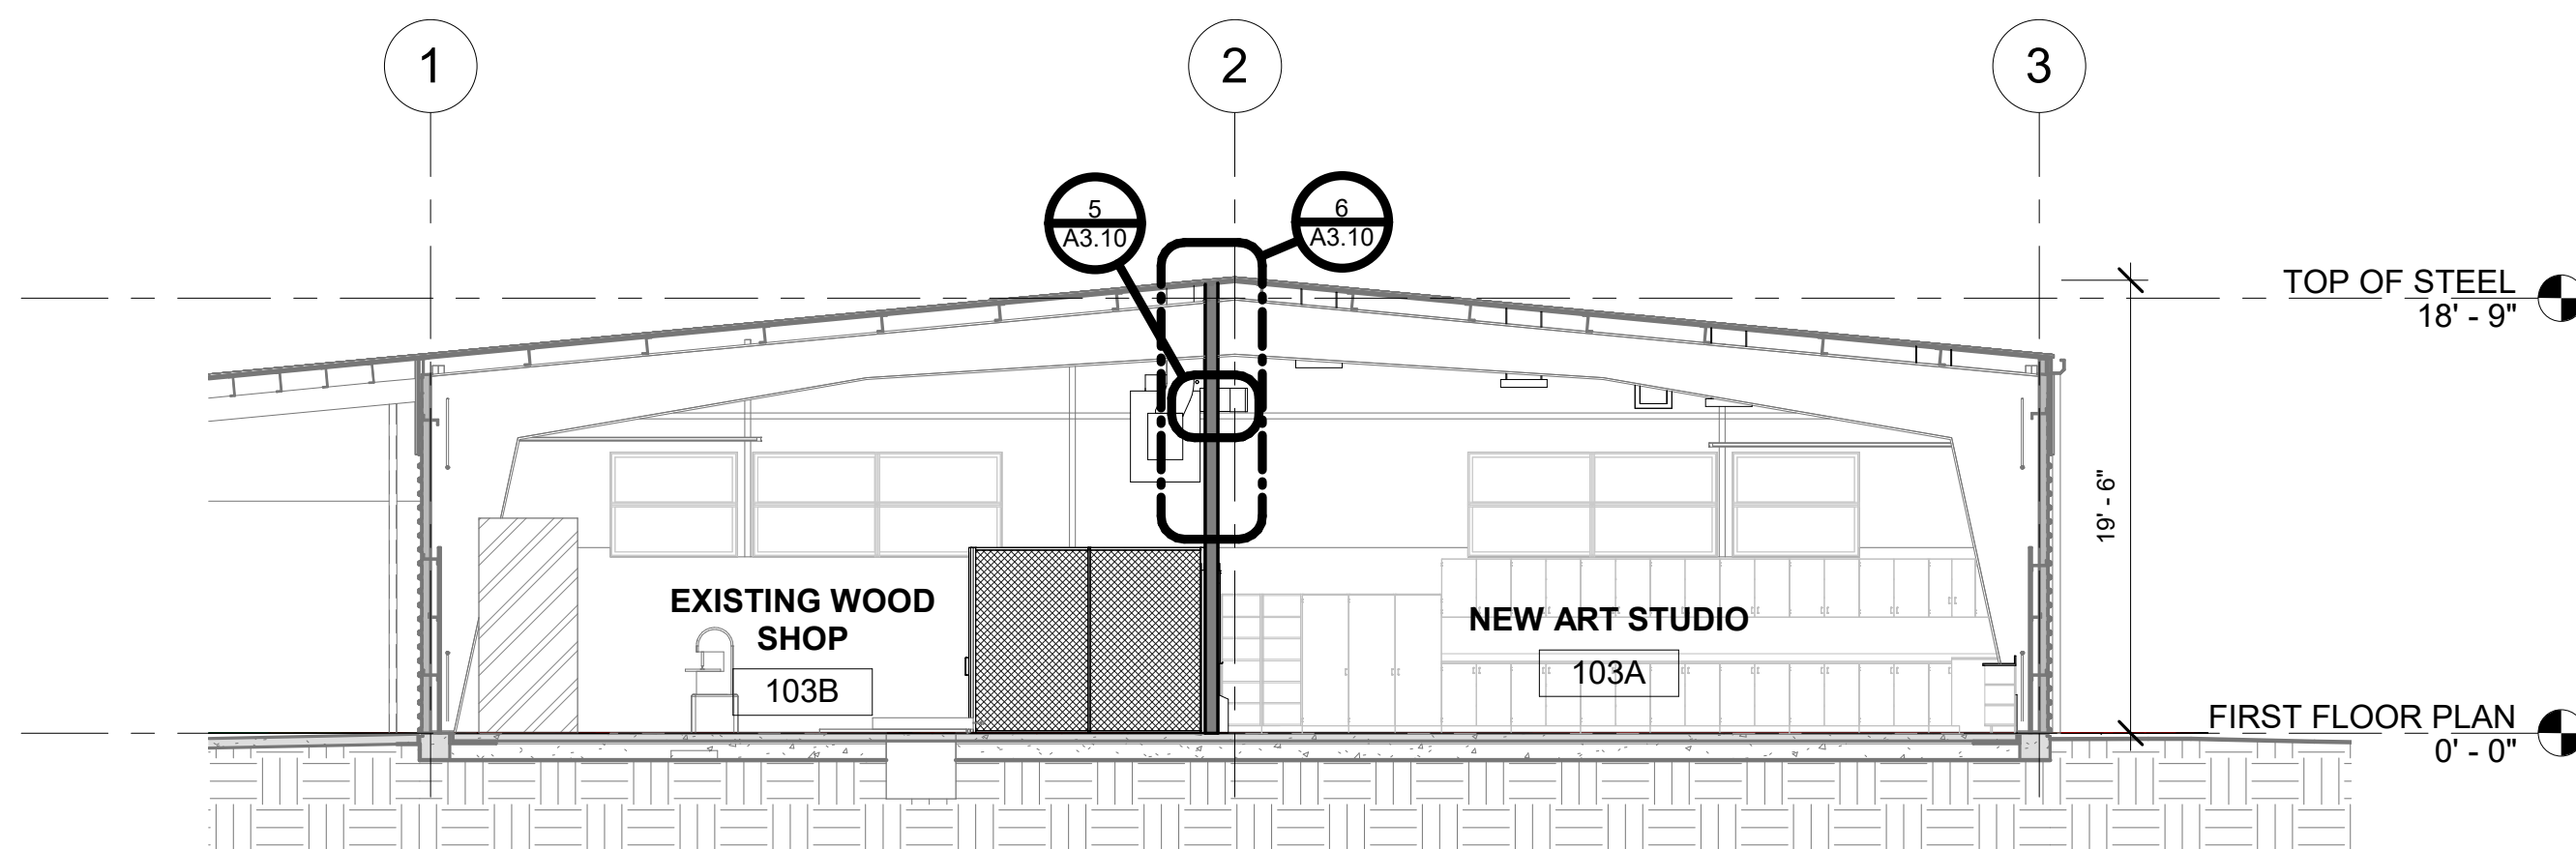 1
2
3
5
A3.10
6
A3.10
TOP OF STEEL
18' - 9"
19' - 6"
EXISTING WOOD
SHOP
103B
NEW ART STUDIO
103A
FIRST FLOOR PLAN
0' - 0"